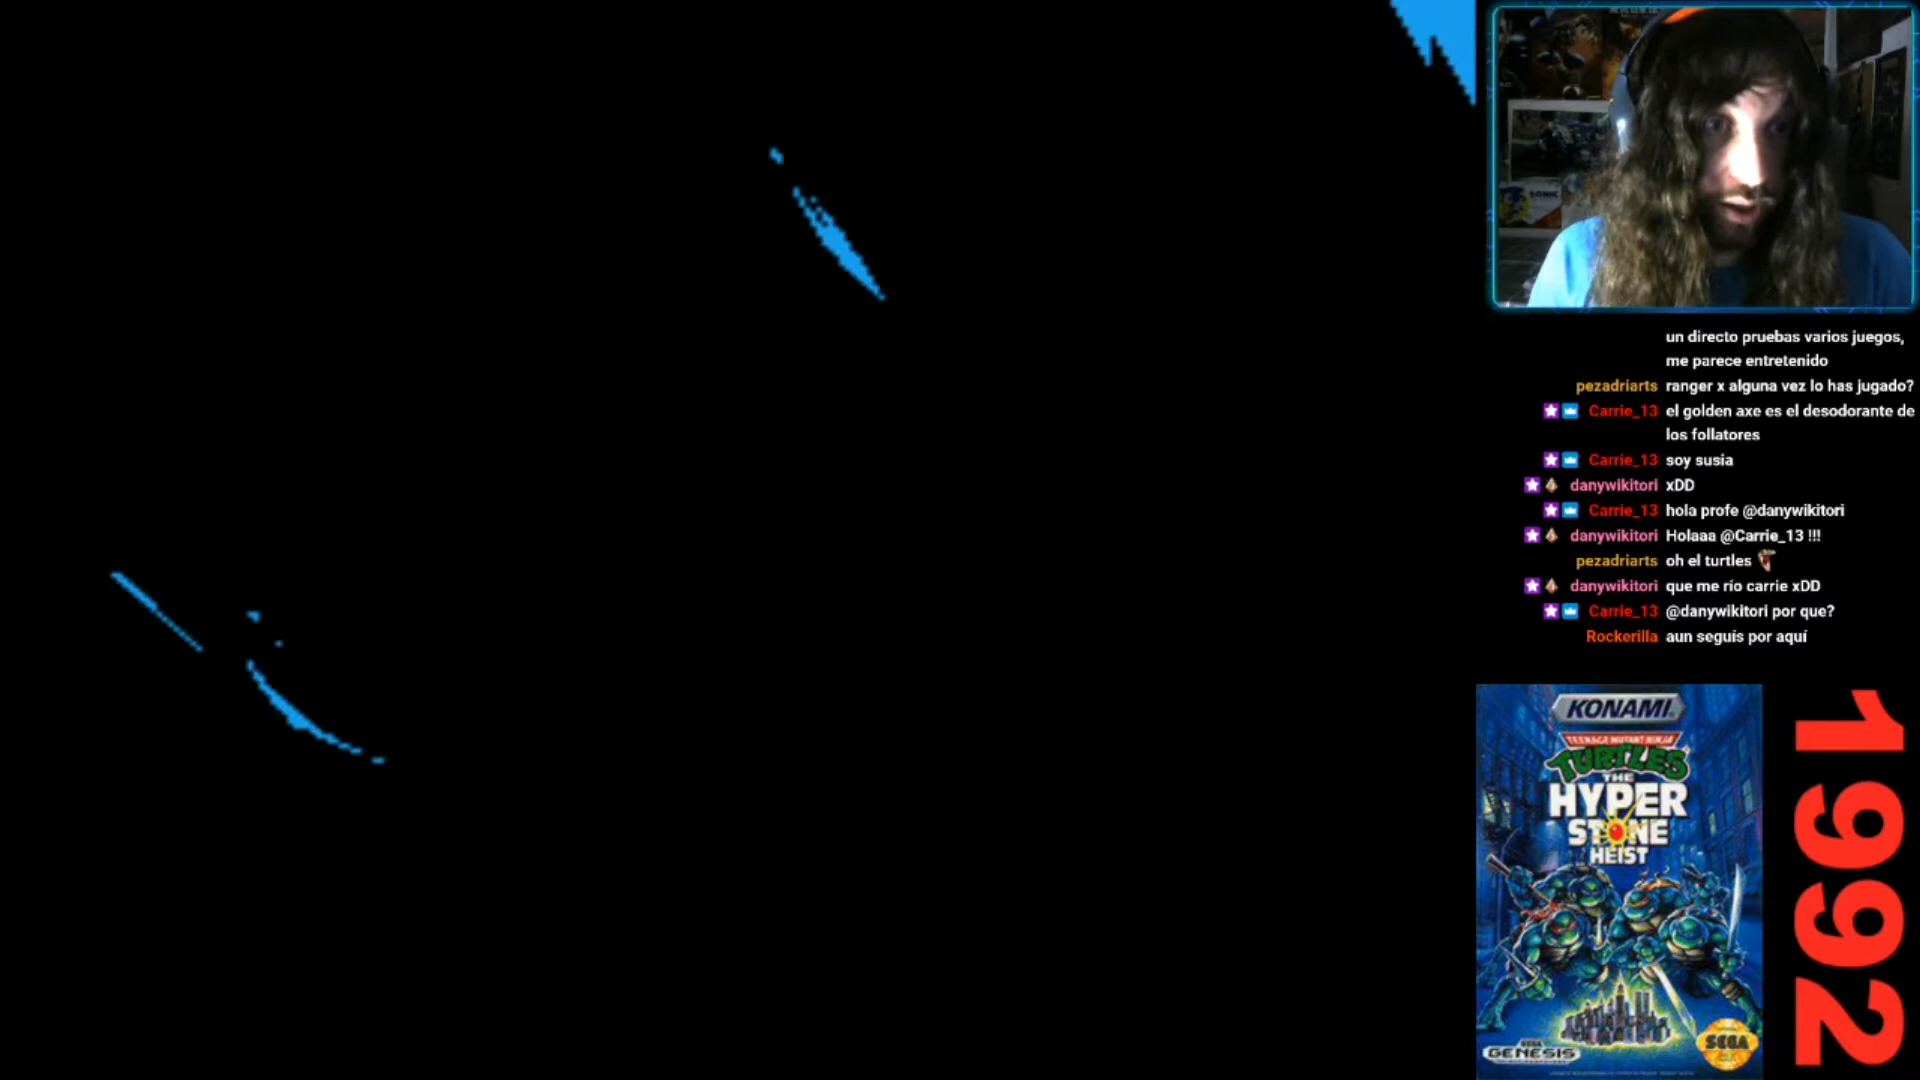 SONIC
un directo pruebas varios juegos,
me parece entretenido
pezadriarts ranger x alguna vez lo has jugado?
Carrie_13 el golden axe es el desodorante de
los follatores
Carrie_13 soy susia
danywikitori xDD
Carrie_13 hola profe @danywikitori
danywikitori Holaaa @Carrie_13 !!!
pezadriarts oh el turtles
danywikitori que me río carrie xDD
Carrie_13 @danywikitori por que?
Rockerilla aun seguis por aquí
KONAMI
TEENAGE MUTANT NINJA
TURTLES
THE
HYPER
STONE
HEIST
SEGA
GENESIS
SEGA
1992